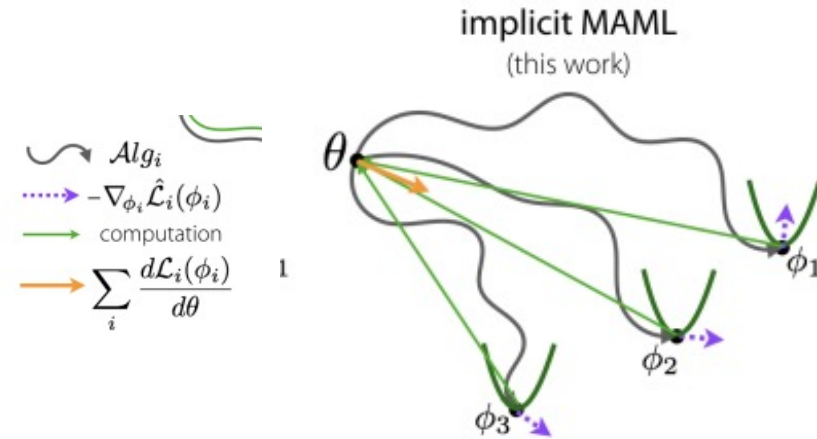 implicit MAML
(this work)
𝒜lg_i
−∇_{ϕ_i} ℒ̂_i(ϕ_i)
computation
∑_i dℒ_i(ϕ_i)/dθ
1
θ
ϕ_1
ϕ_2
ϕ_3